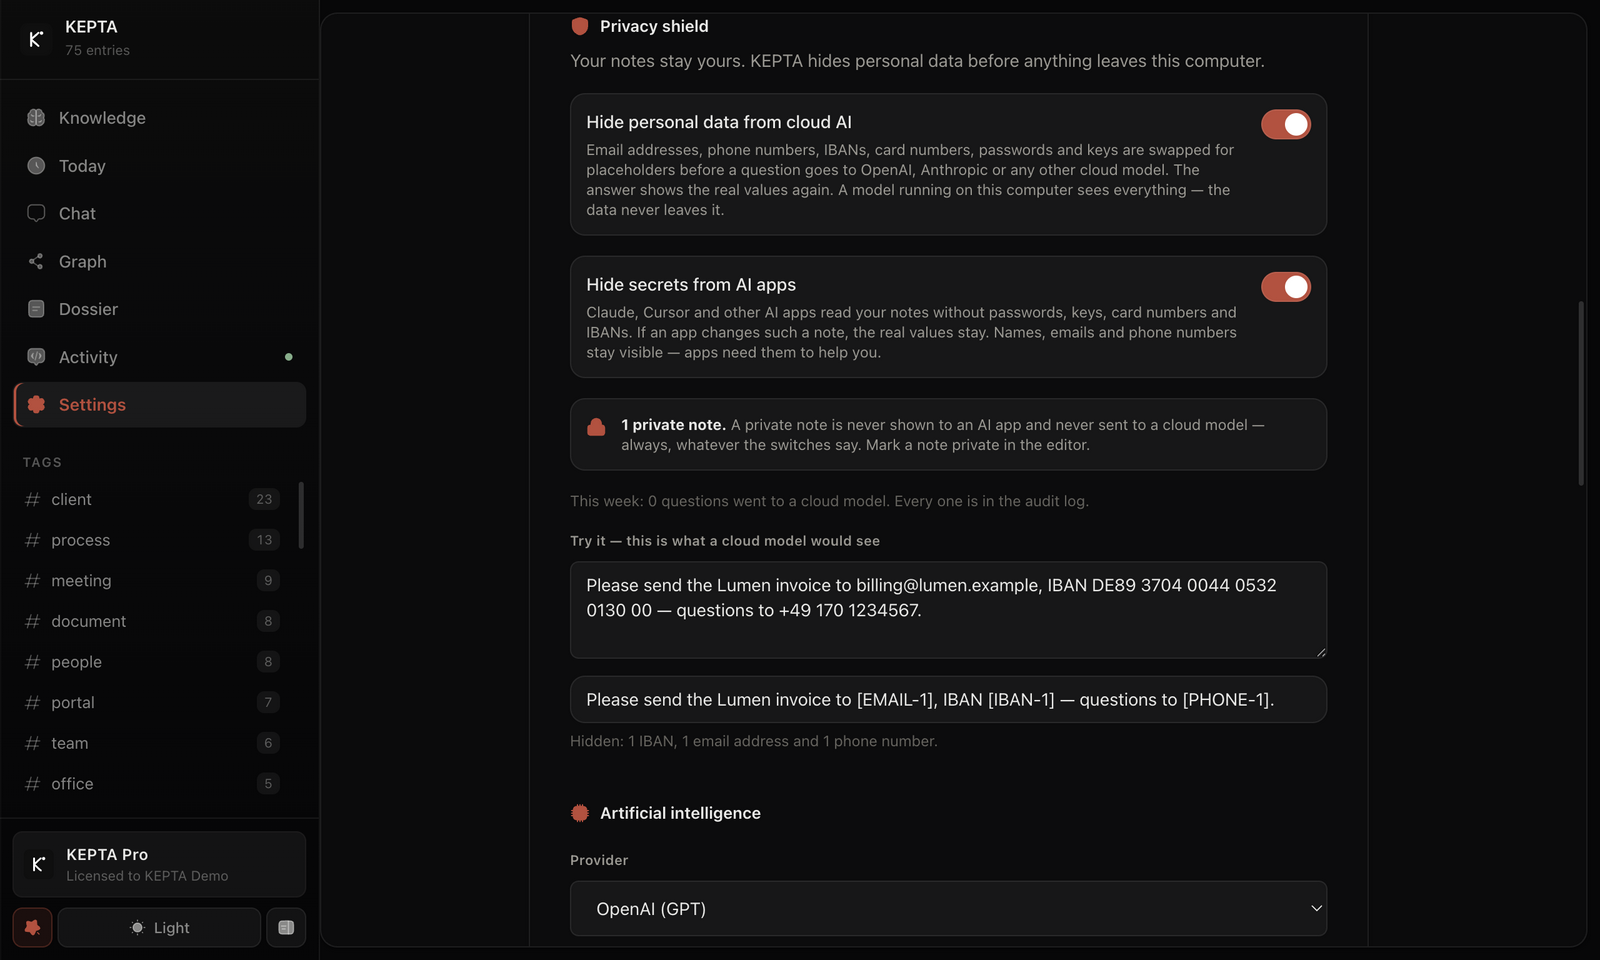 KEPTA
75 entries
Knowledge
Today
Chat
Graph
Dossier
Activity
Settings
TAGS
# client 23
# process 13
# meeting 9
# document 8
# people 8
# portal 7
# team 6
# office 5
KEPTA Pro
Licensed to KEPTA Demo
Light
Privacy shield
Your notes stay yours. KEPTA hides personal data before anything leaves this computer.
Hide personal data from cloud AI
Email addresses, phone numbers, IBANs, card numbers, passwords and keys are swapped for
placeholders before a question goes to OpenAI, Anthropic or any other cloud model. The
answer shows the real values again. A model running on this computer sees everything — the
data never leaves it.
Hide secrets from AI apps
Claude, Cursor and other AI apps read your notes without passwords, keys, card numbers and
IBANs. If an app changes such a note, the real values stay. Names, emails and phone numbers
stay visible — apps need them to help you.
1 private note. A private note is never shown to an AI app and never sent to a cloud model —
always, whatever the switches say. Mark a note private in the editor.
This week: 0 questions went to a cloud model. Every one is in the audit log.
Try it — this is what a cloud model would see
Please send the Lumen invoice to billing@lumen.example, IBAN DE89 3704 0044 0532
0130 00 — questions to +49 170 1234567.
Please send the Lumen invoice to [EMAIL-1], IBAN [IBAN-1] — questions to [PHONE-1].
Hidden: 1 IBAN, 1 email address and 1 phone number.
Artificial intelligence
Provider
OpenAI (GPT)